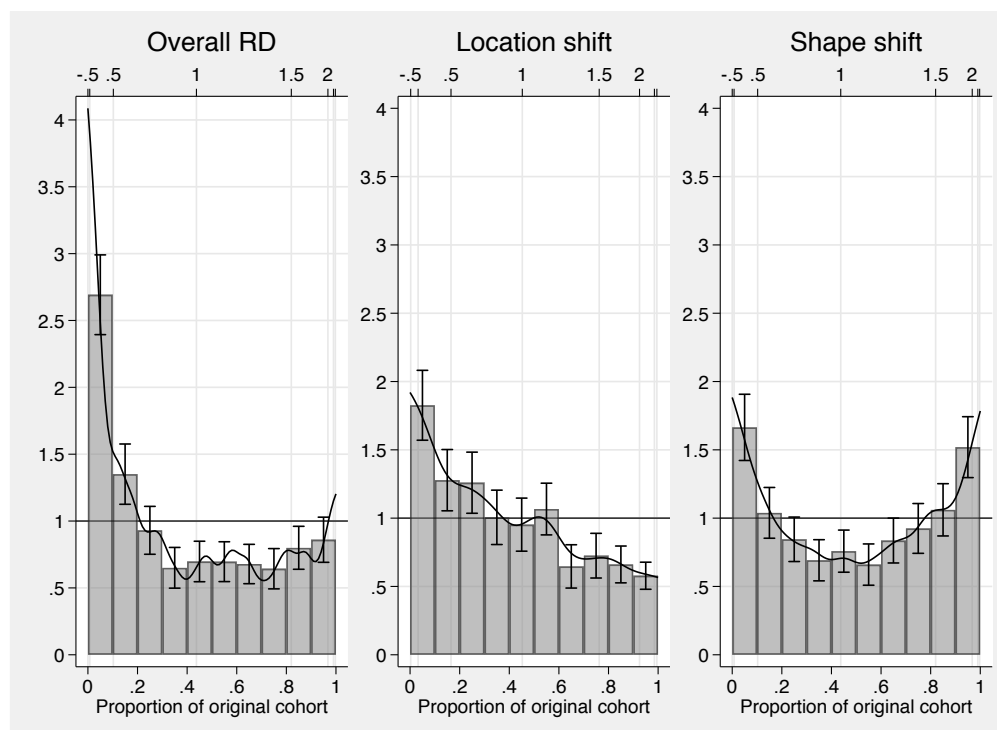 Overall RD
-.5 .5 1 1.5 2
4
3.5
3
2.5
2
1.5
1
.5
0
0 .2 .4 .6 .8 1
Proportion of original cohort
Location shift
-.5 .5 1 1.5 2
4
3.5
3
2.5
2
1.5
1
.5
0
0 .2 .4 .6 .8 1
Proportion of original cohort
Shape shift
-.5 .5 1 1.5 2
4
3.5
3
2.5
2
1.5
1
.5
0
0 .2 .4 .6 .8 1
Proportion of original cohort